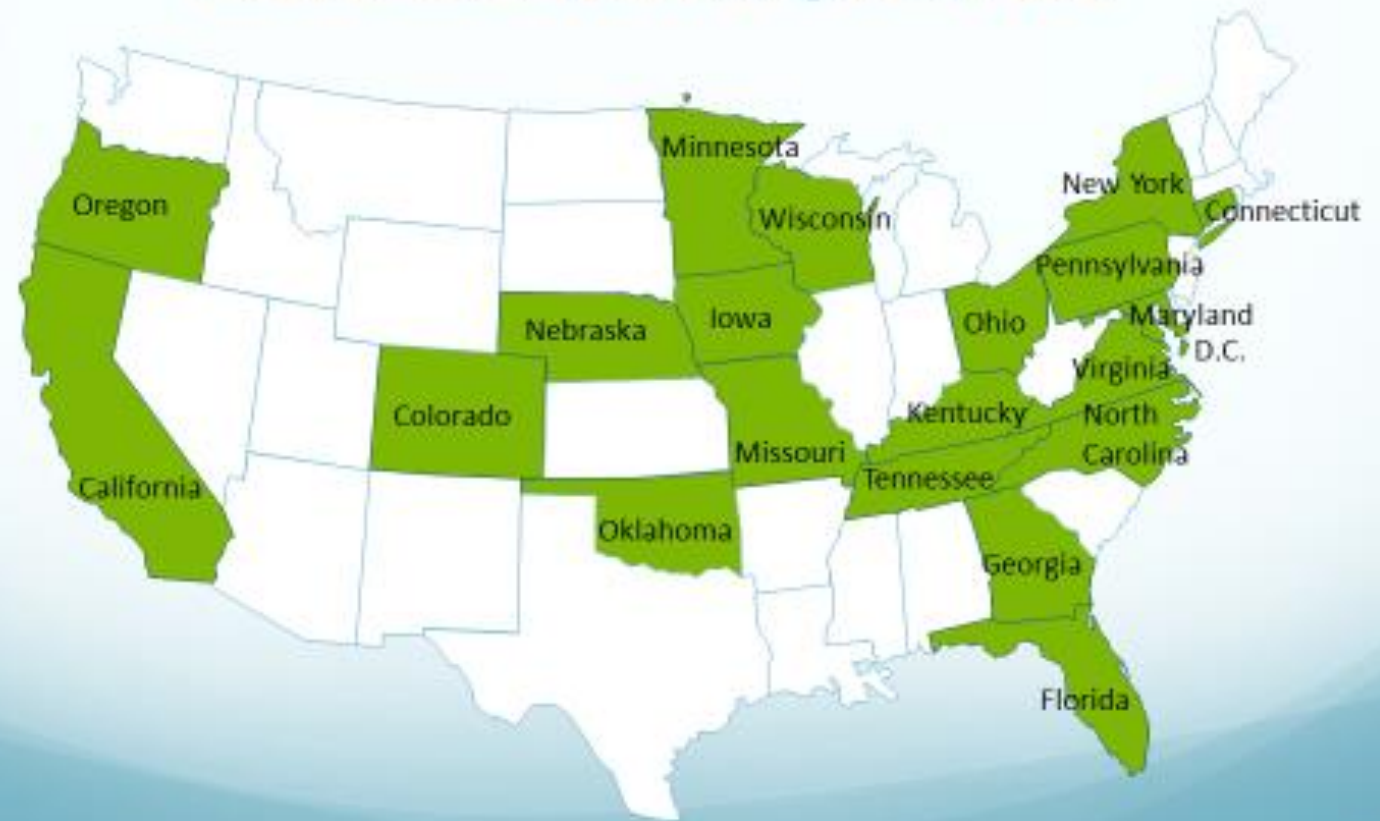 Minnesota
New York
Oregon
Connecticut
Wisconsin
Pennsylvania
Maryland
Iowa
Ohio
Nebraska
D.C.
Virginia
Colorado
Kentucky
North
Carolina
Missouri
Tennessee
California
Oklahoma
Georgia
Florida